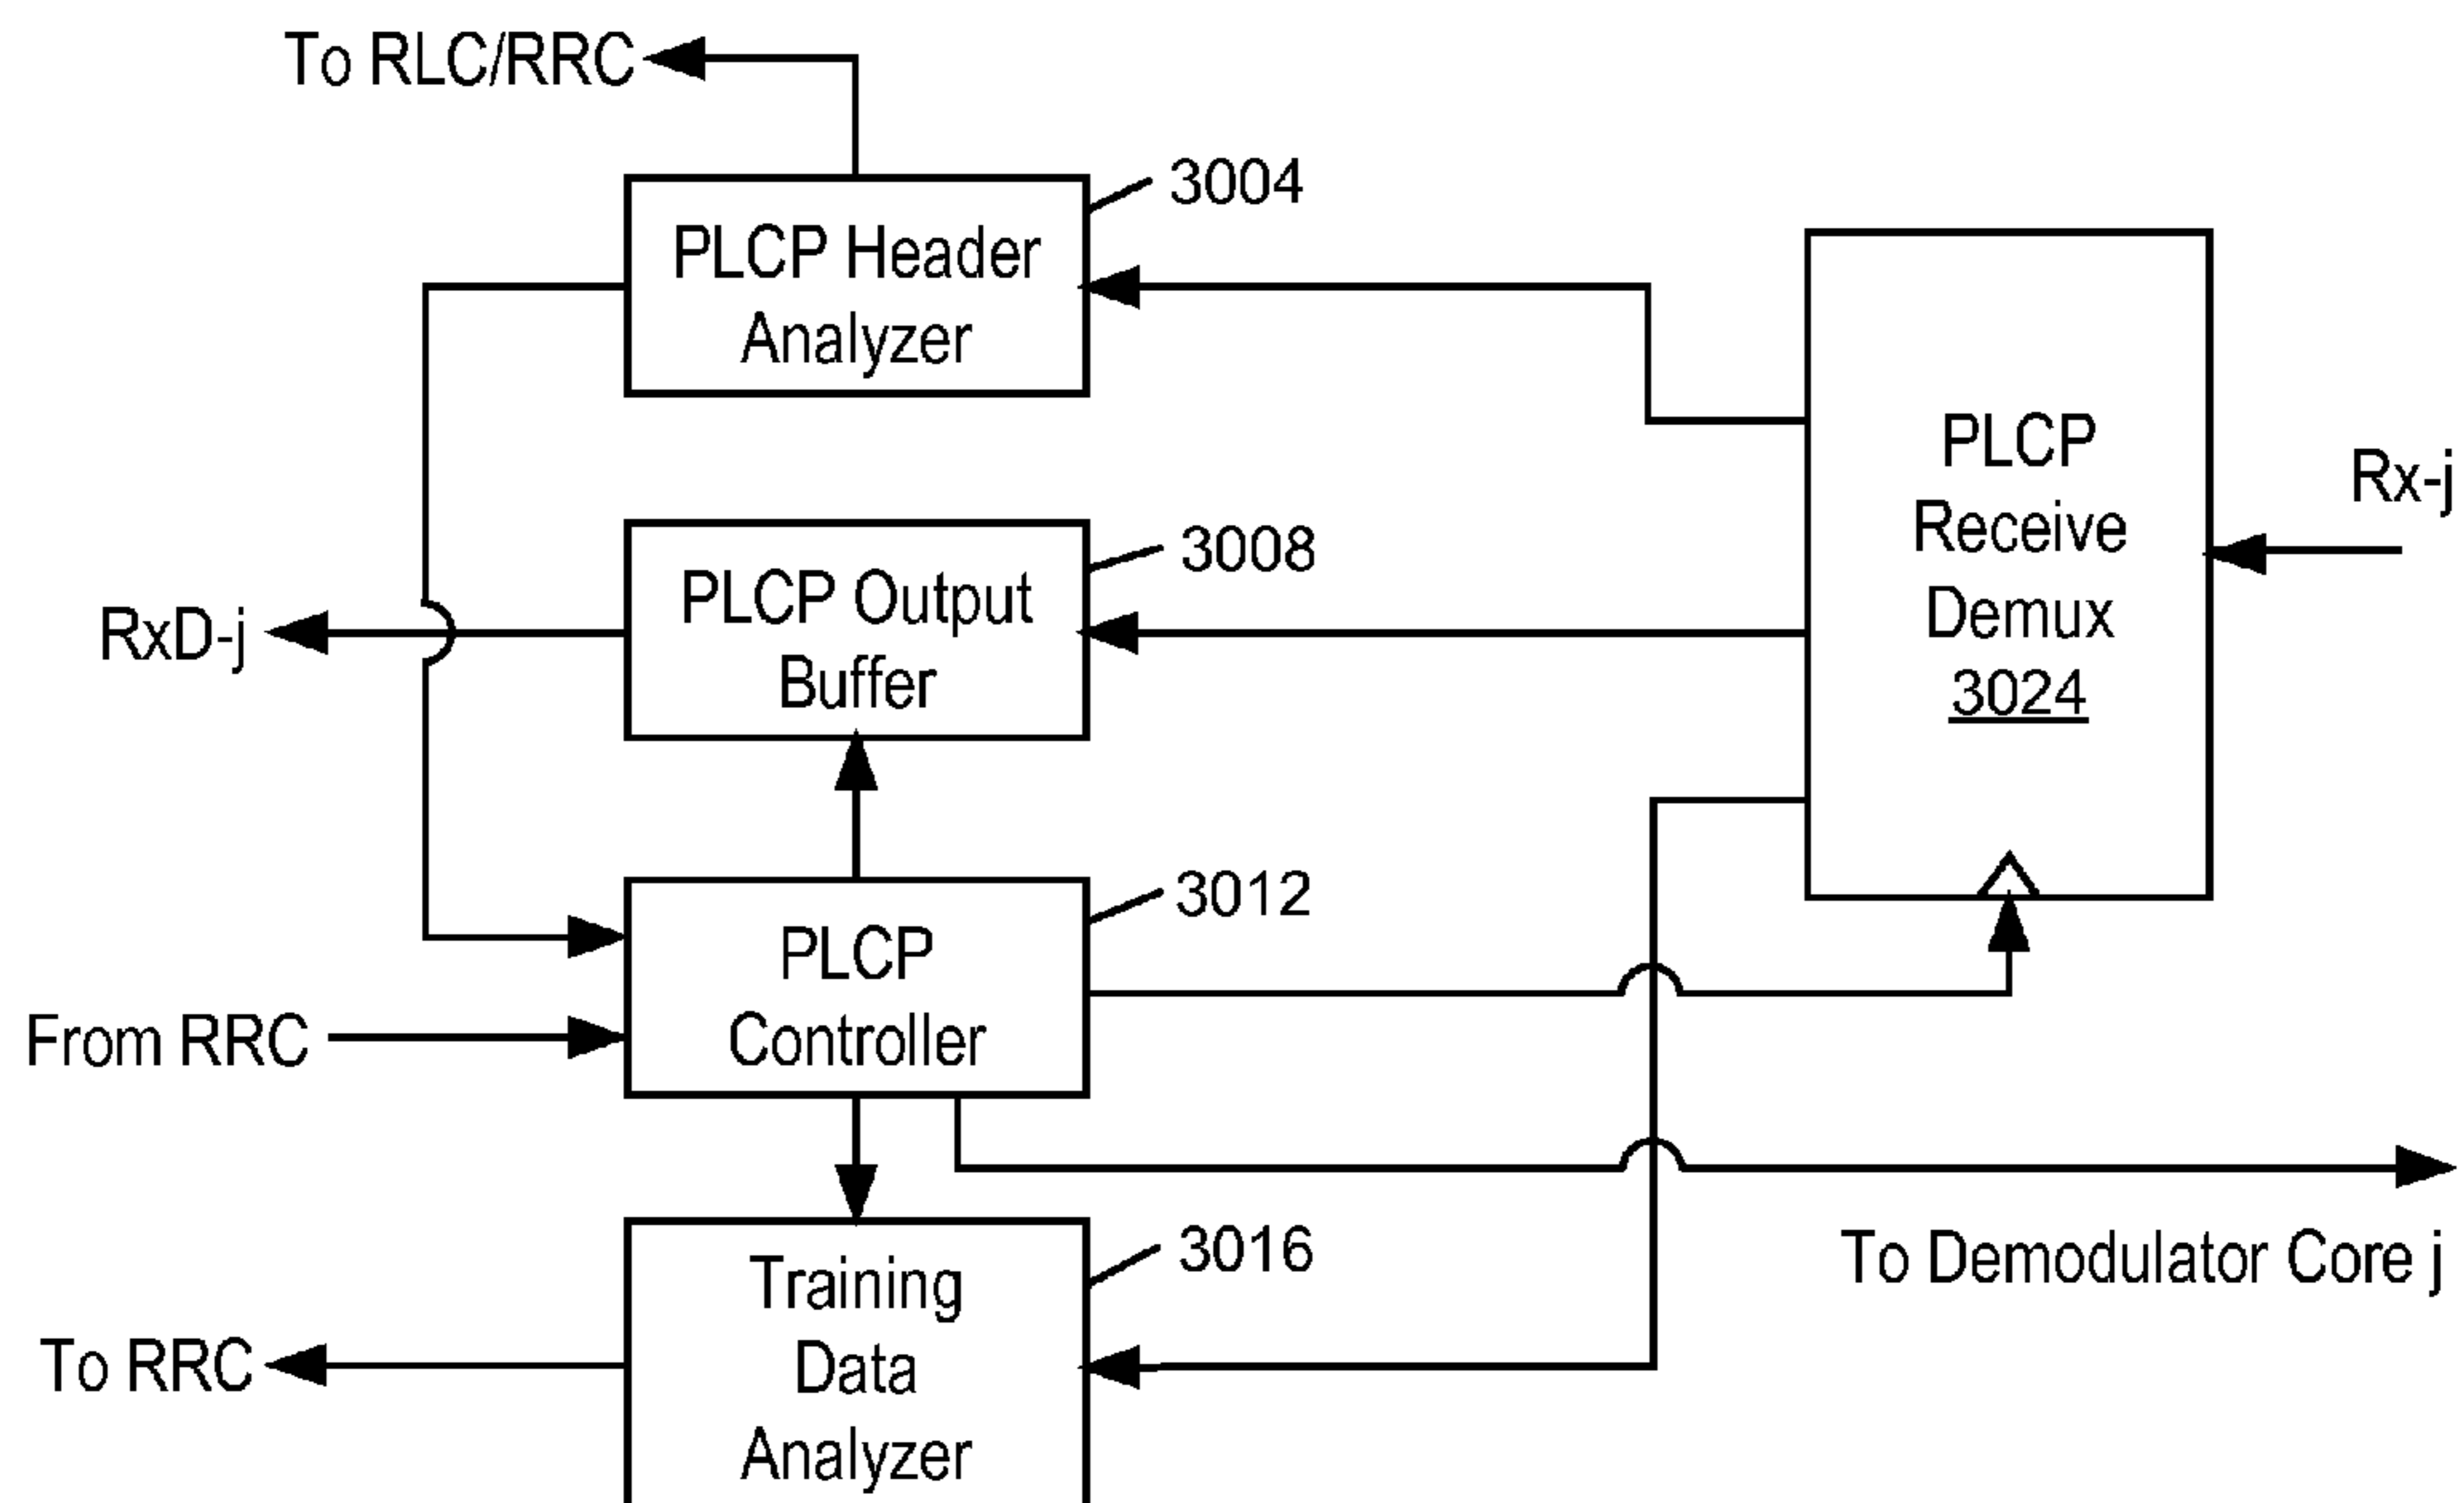 To RLC/RRC
3004
PLCP Header
Analyzer
PLCP
Receive
Demux
3024
Rx-j
3008
PLCP Output
Buffer
RxD-j
3012
PLCP
Controller
From RRC
To Demodulator Core j
3016
Training
Data
Analyzer
To RRC